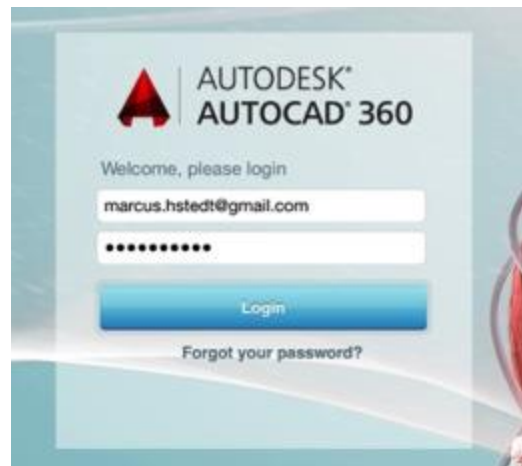 AUTODESK®
AUTOCAD® 360
Welcome, please login
marcus.hstedt@gmail.com
••••••••••
Login
Forgot your password?